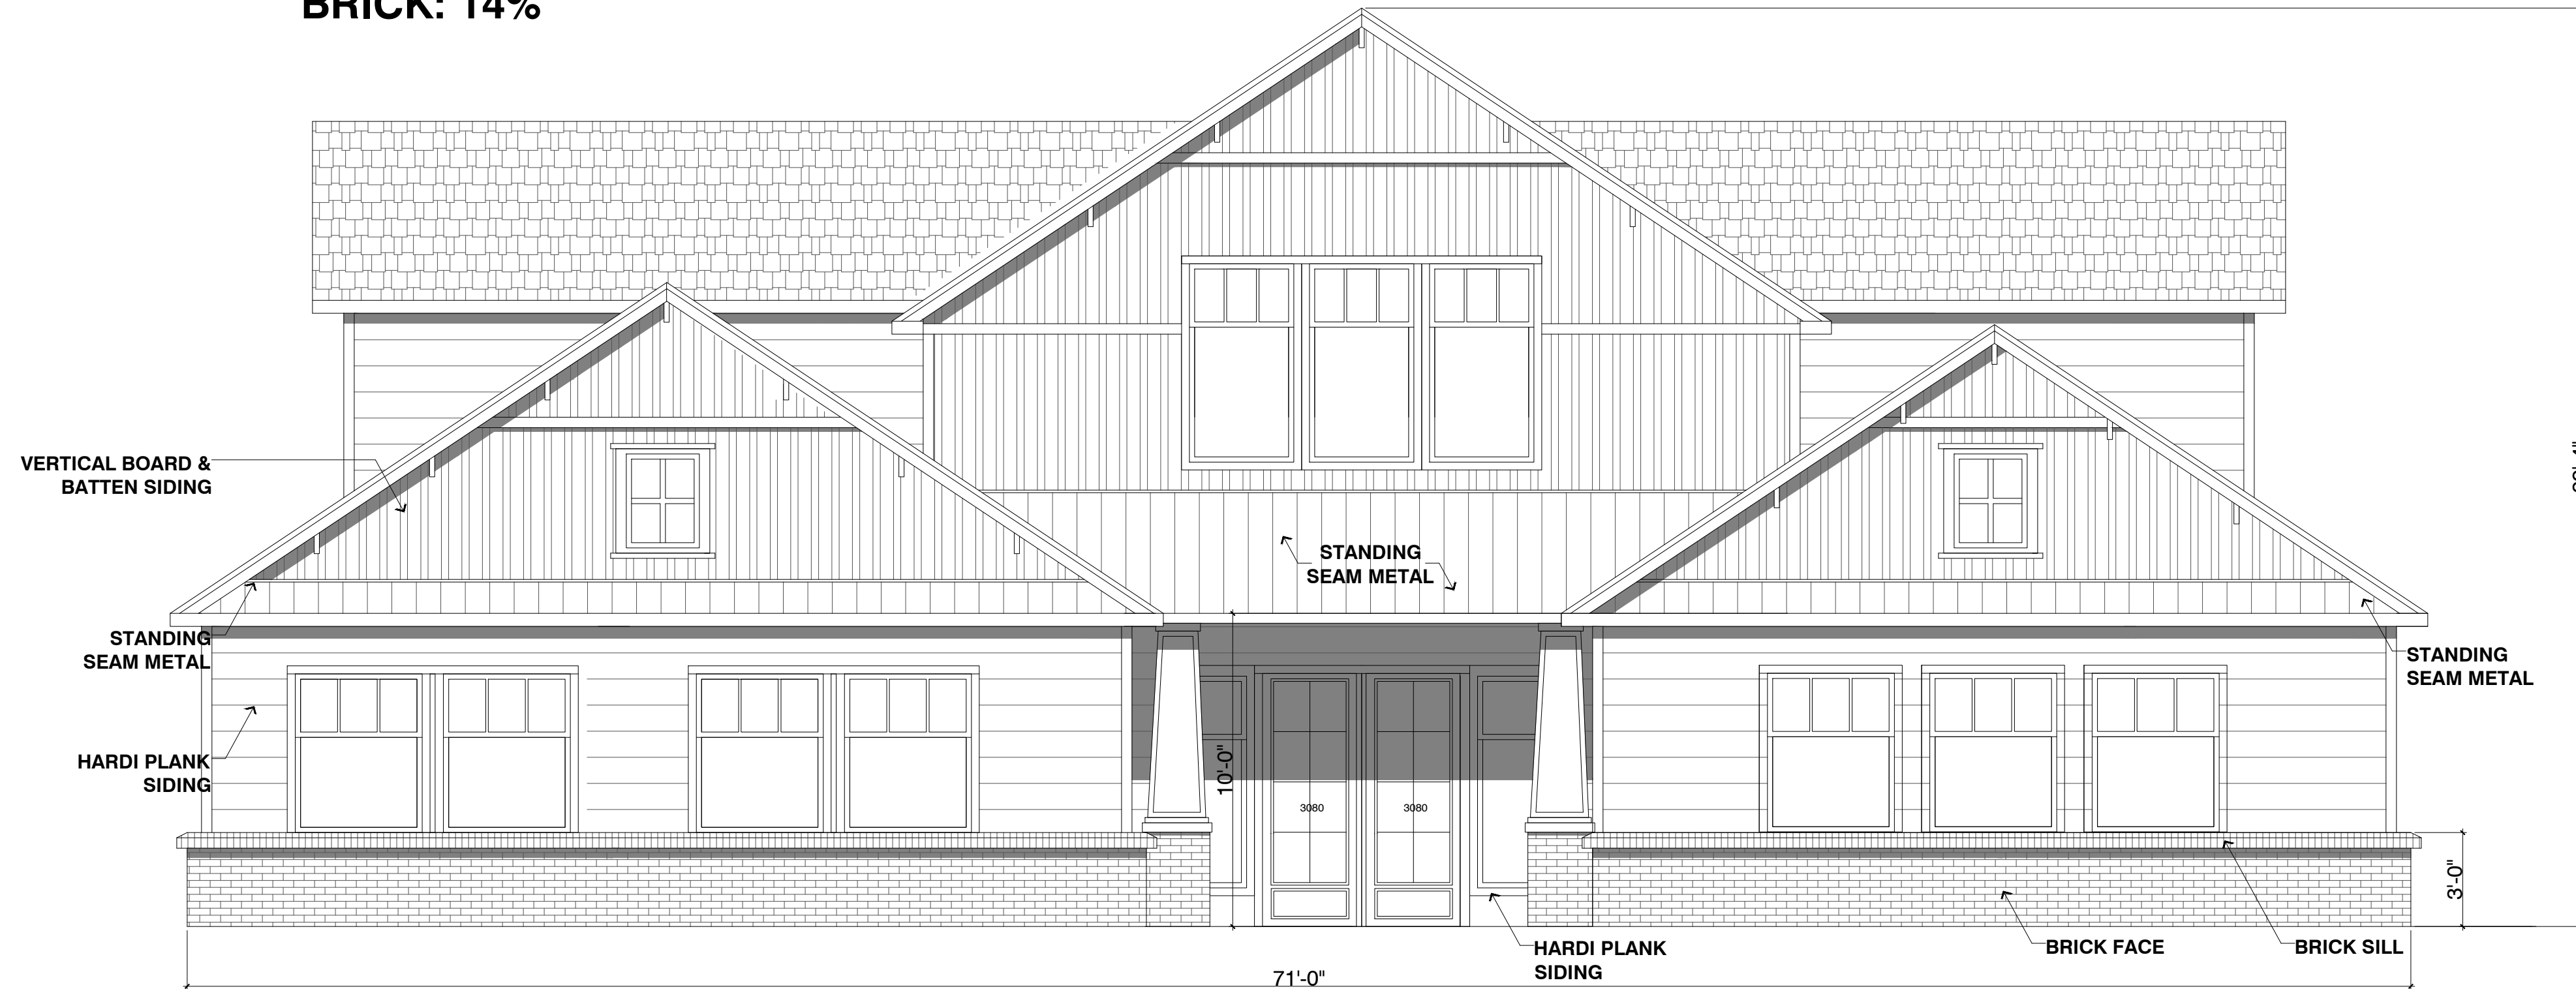 BRICK: 14%
VERTICAL BOARD &
BATTEN SIDING
STANDING
SEAM METAL
STANDING
SEAM METAL
STANDING
SEAM METAL
HARDI PLANK
SIDING
10'-0"
3080
3080
3'-0"
HARDI PLANK
SIDING
BRICK FACE
BRICK SILL
71'-0"